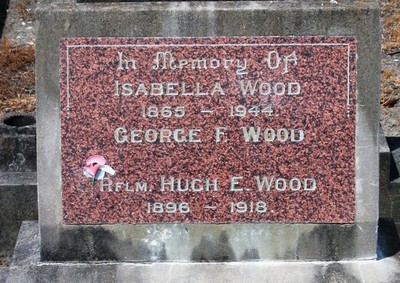 In Memory Of
ISABELLA WOOD
1865 – 1944
GEORGE F. WOOD
RFLM. HUGH E. WOOD
1896 – 1918